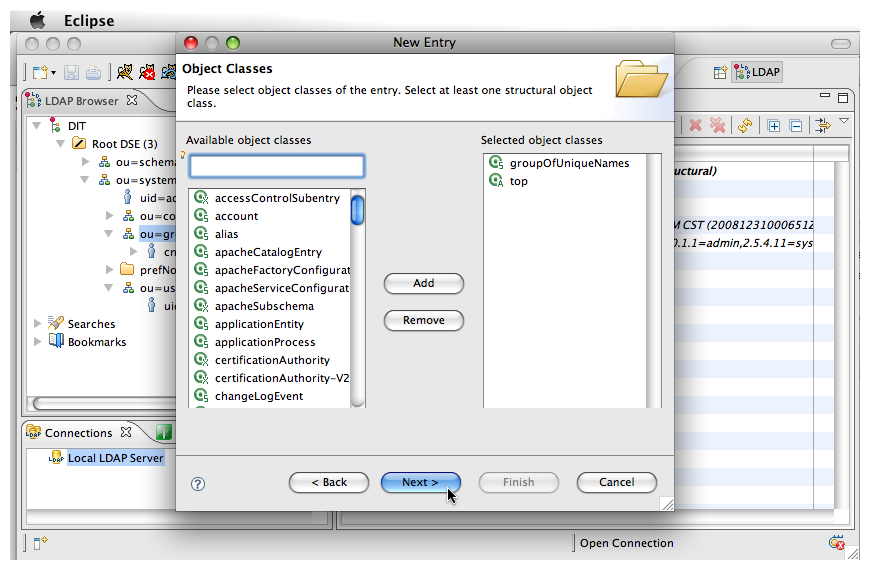 Eclipse
New Entry
LDAP
LDAP Browser
DIT
Root DSE (3)
ou=schem
ou=system
uid=ad
ou=co
ou=gr
cn
prefNo
ou=us
uid
Searches
Bookmarks
Object Classes
Please select object classes of the entry. Select at least one structural object
class.
Available object classes
Selected object classes
accessControlSubentry
account
alias
apacheCatalogEntry
apacheFactoryConfigurat
apacheServiceConfigurat
apacheSubschema
applicationEntity
applicationProcess
certificationAuthority
certificationAuthority-V2
changeLogEvent
Add
Remove
groupOfUniqueNames
top
uctural)
M CST (200812310006512
0.1.1=admin,2.5.4.11=sys
Connections
Local LDAP Server
< Back
Next >
Finish
Cancel
Open Connection